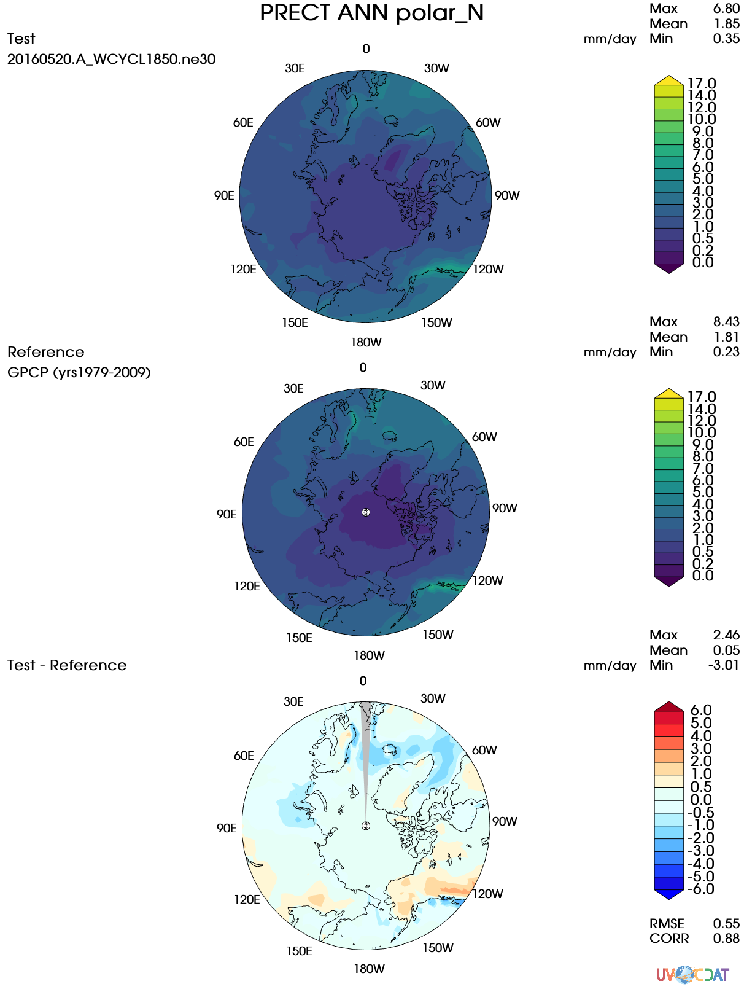 PRECT ANN polar_N
Max 6.80
Mean 1.85
mm/day Min 0.35
Test
20160520.A_WCYCL1850.ne30
0
30E 30W
60E 60W
90E 90W
120E 120W
150E 150W
180W
17.0
14.0
12.0
10.0
9.0
8.0
7.0
6.0
5.0
4.0
3.0
2.0
1.0
0.5
0.2
0.0
Max 8.43
Mean 1.81
mm/day Min 0.23
Reference
GPCP (yrs1979-2009)
0
30E 30W
60E 60W
90E 90W
120E 120W
150E 150W
180W
17.0
14.0
12.0
10.0
9.0
8.0
7.0
6.0
5.0
4.0
3.0
2.0
1.0
0.5
0.2
0.0
Max 2.46
Mean 0.05
mm/day Min -3.01
Test - Reference
0
30E 30W
60E 60W
90E 90W
120E 120W
150E 150W
180W
6.0
5.0
4.0
3.0
2.0
1.0
0.5
0.0
-0.5
-1.0
-2.0
-3.0
-4.0
-5.0
-6.0
RMSE 0.55
CORR 0.88
UV CDAT